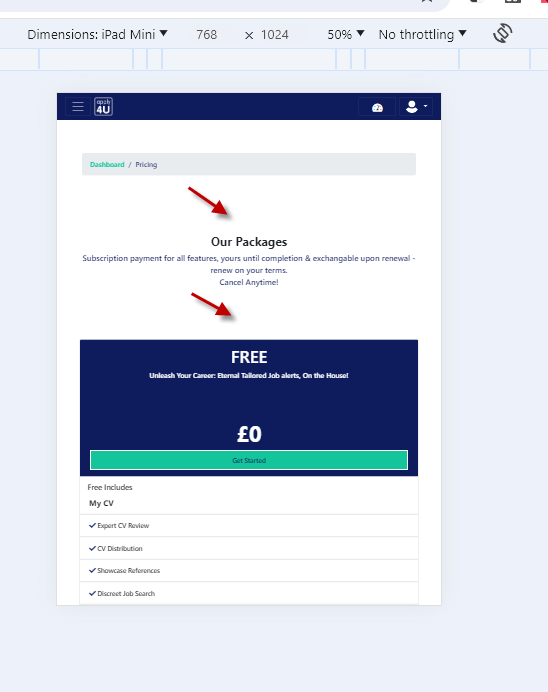 Dimensions: iPad Mini ▼ 768 × 1024 50% ▼ No throttling ▼
apply
4U
Dashboard / Pricing
Our Packages
Subscription payment for all features, yours until completion & exchangable upon renewal -
renew on your terms.
Cancel Anytime!
FREE
Unleash Your Career: Eternal Tailored Job alerts, On the House!
£0
Get Started
Free Includes
My CV
Expert CV Review
CV Distribution
Showcase References
Discreet Job Search